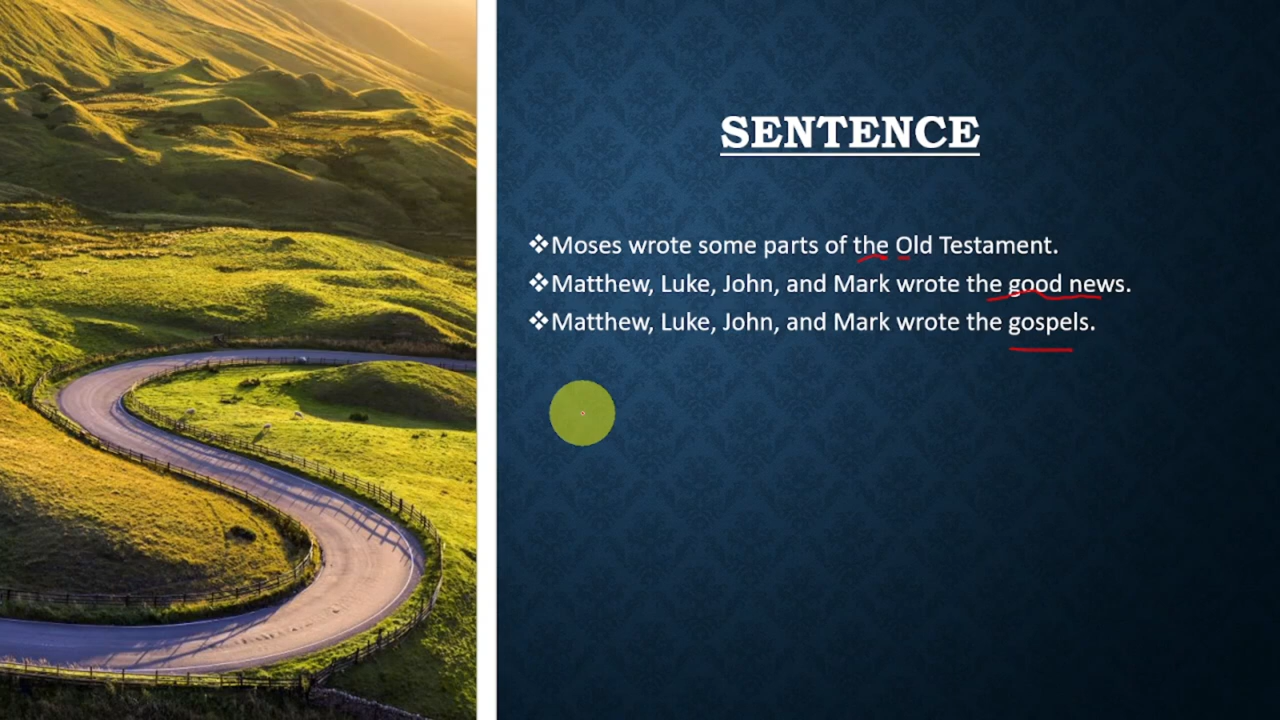 SENTENCE
❖Moses wrote some parts of the Old Testament.
❖Matthew, Luke, John, and Mark wrote the good news.
❖Matthew, Luke, John, and Mark wrote the gospels.